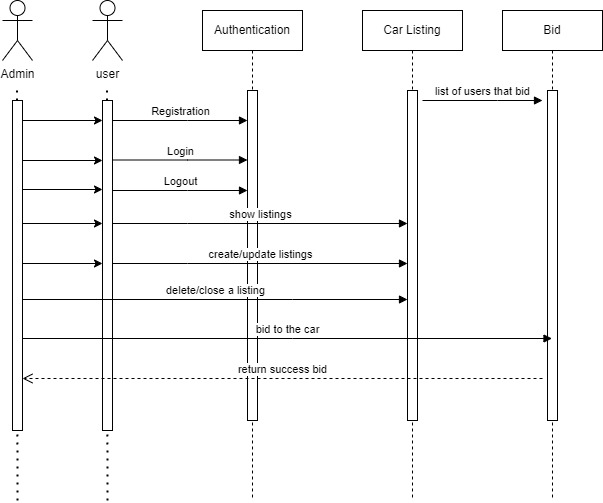 Authentication
Car Listing
Bid
Admin
user
list of users that bid
Registration
Login
Logout
show listings
create/update listings
delete/close a listing
bid to the car
return success bid